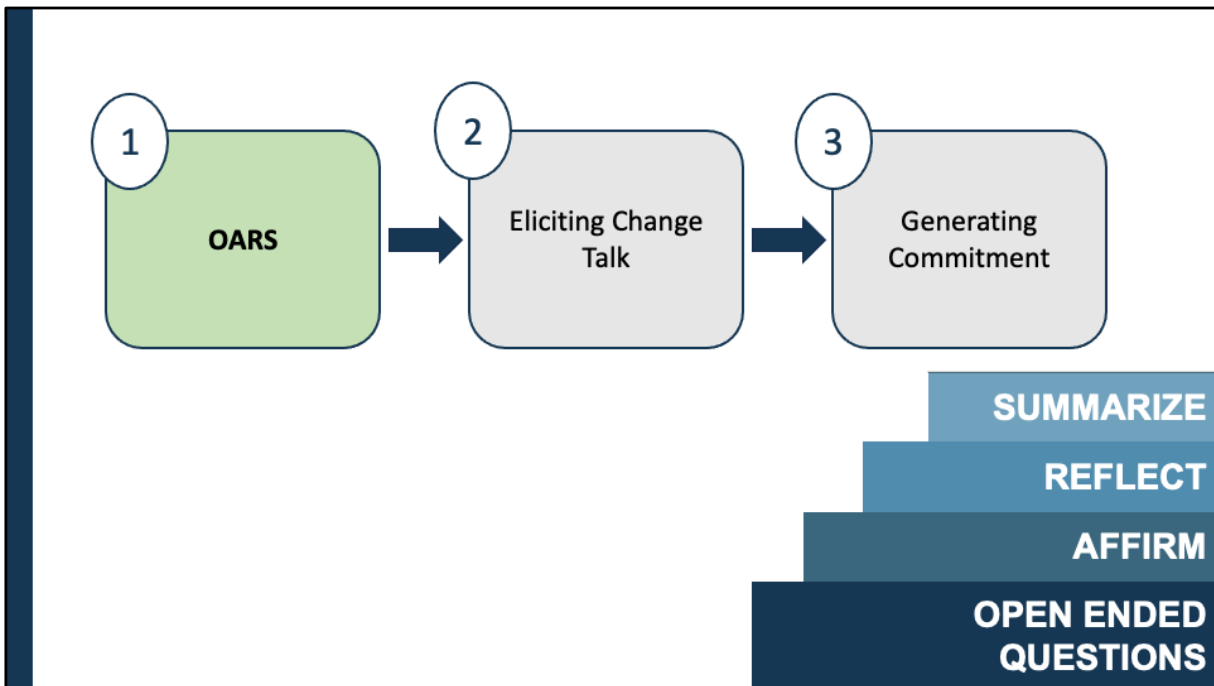 1
OARS
2
Eliciting Change
Talk
3
Generating
Commitment
SUMMARIZE
REFLECT
AFFIRM
OPEN ENDED
QUESTIONS